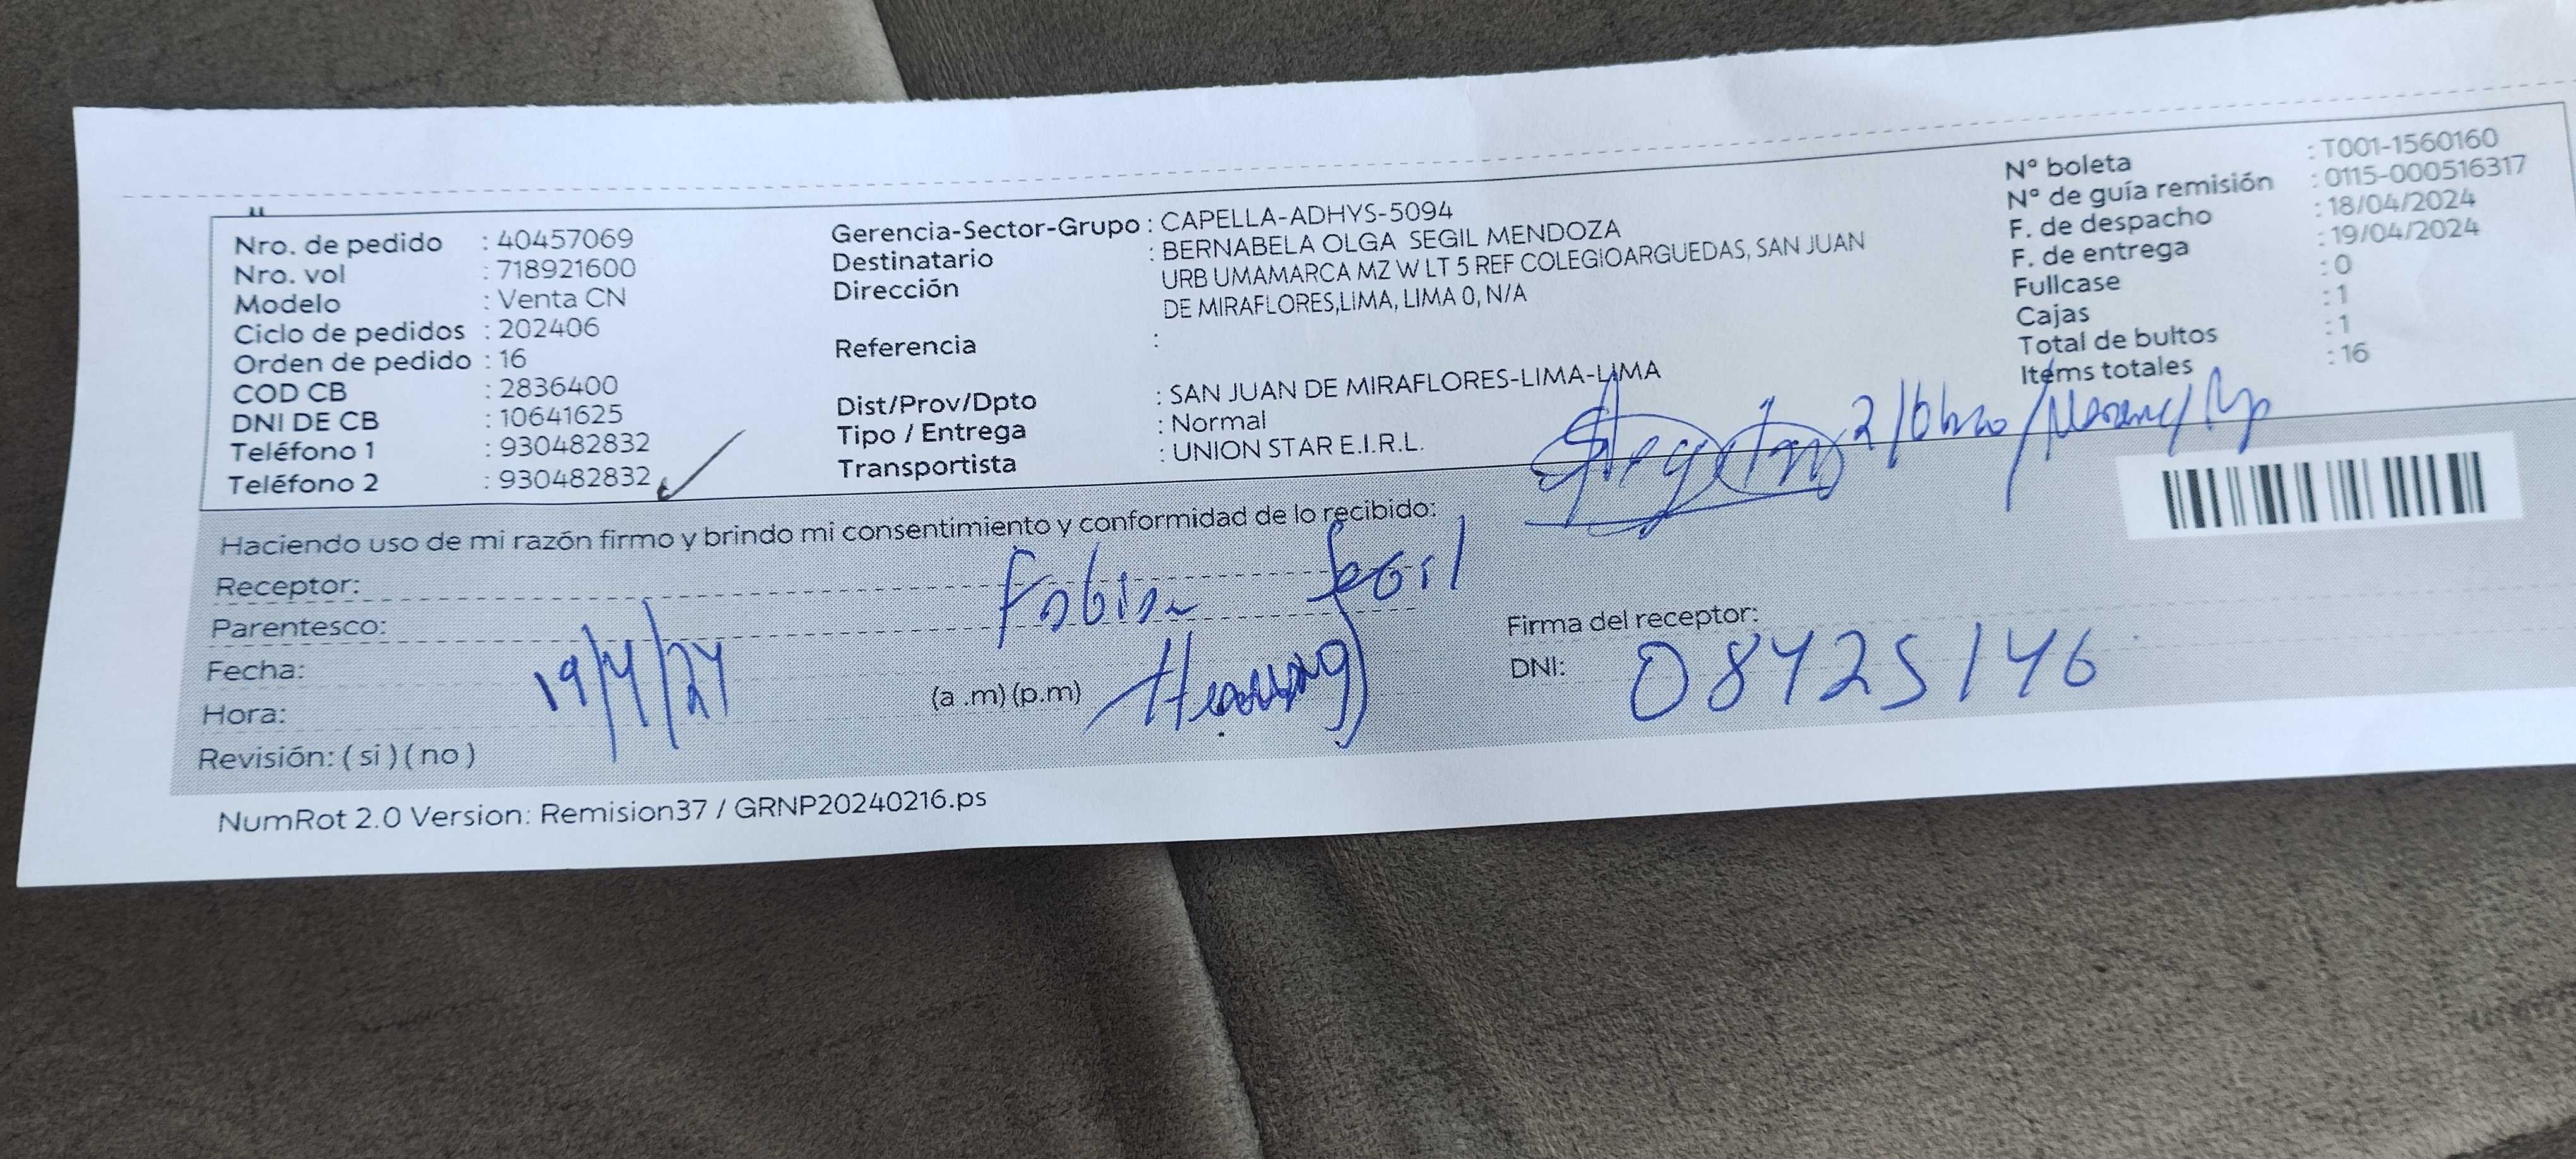 Nro. de pedido : 40457069
Nro. vol : 718921600
Modelo : Venta CN
Ciclo de pedidos : 202406
Orden de pedido : 16
COD CB : 2836400
DNI DE CB : 10641625
Teléfono 1 : 930482832
Teléfono 2 : 930482832
Gerencia-Sector-Grupo : CAPELLA-ADHYS-5094
Destinatario : BERNABELA OLGA SEGIL MENDOZA
Dirección URB UMAMARCA MZ W LT 5 REF COLEGIOARGUEDAS, SAN JUAN
DE MIRAFLORES,LIMA, LIMA 0, N/A
Referencia :
Dist/Prov/Dpto : SAN JUAN DE MIRAFLORES-LIMA-LIMA
Tipo / Entrega : Normal
Transportista : UNION STAR E.I.R.L.
N° boleta : T001-1560160
N° de guía remisión : 0115-000516317
F. de despacho : 18/04/2024
F. de entrega : 19/04/2024
Fullcase : 0
Cajas : 1
Total de bultos : 1
Items totales : 16
Haciendo uso de mi razón firmo y brindo mi consentimiento y conformidad de lo recibido:
Receptor: Fabian Segil
Parentesco:
Fecha: 19/4/24
Hora: (a .m) (p.m)
Revisión: ( si ) ( no )
Firma del receptor:
DNI: 08425146
NumRot 2.0 Version: Remision37 / GRNP20240216.ps